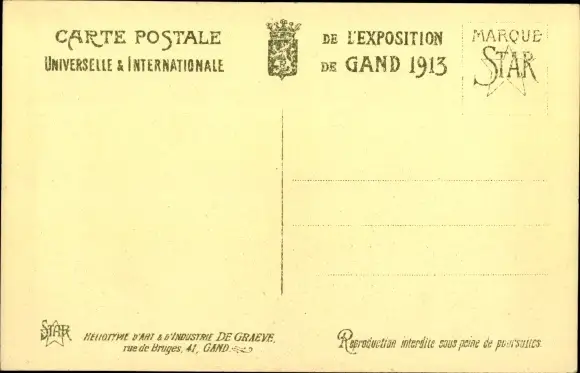 CARTE POSTALE
UNIVERSELLE & INTERNATIONALE
DE L'EXPOSITION
DE GAND 1913
MARQUE
STAR
STAR
HÉLIOTYPIE D'ART & D'INDUSTRIE DE GRAEVE,
rue de Bruges, 41, GAND.
Reproduction interdite sous peine de poursuites.